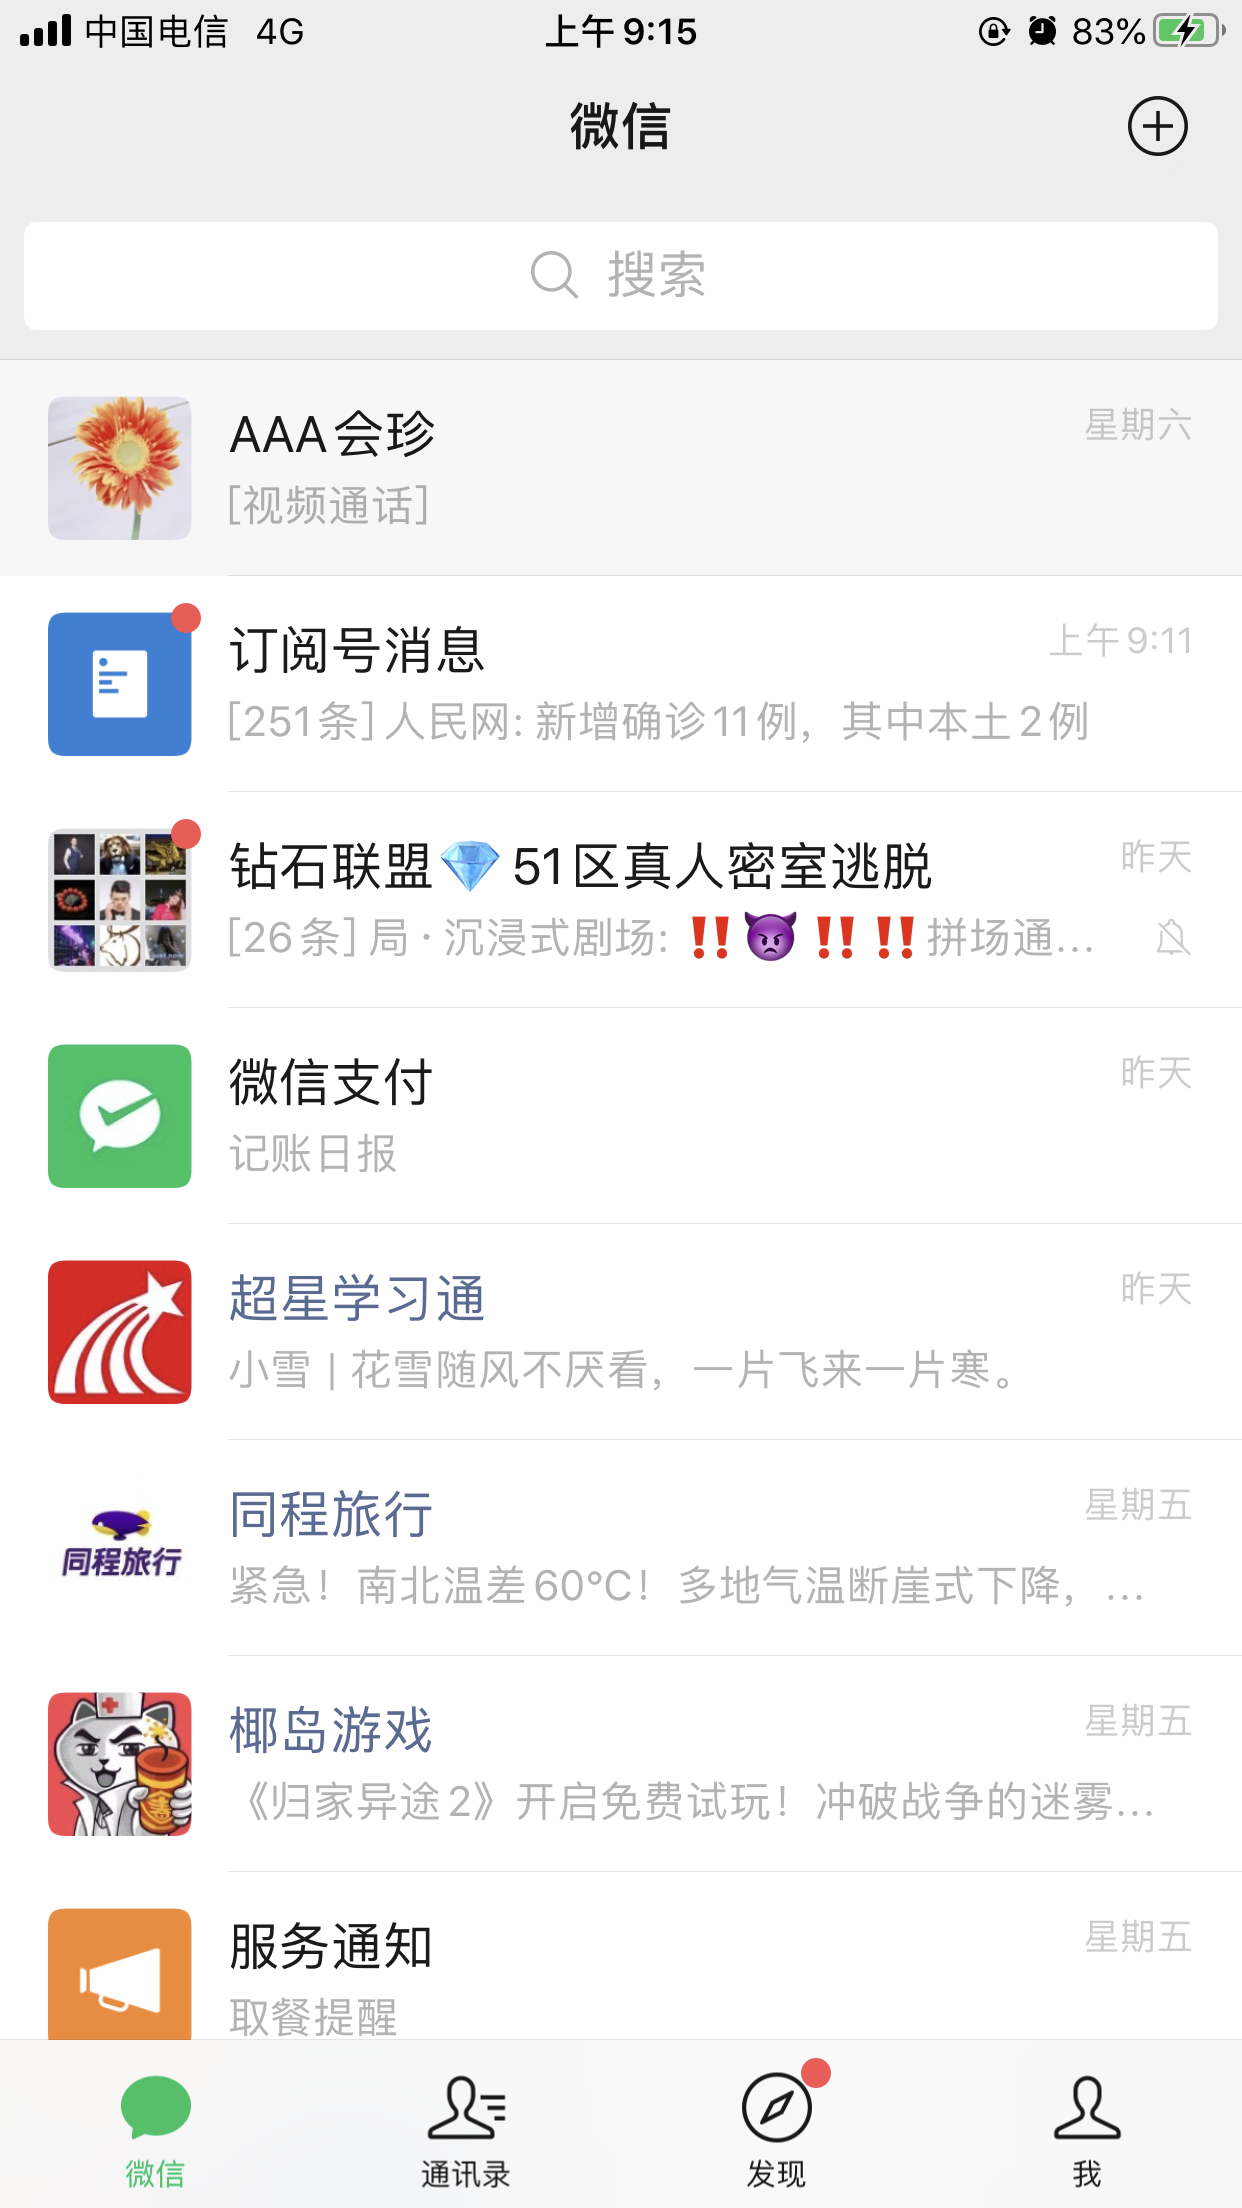 中国电信 4G 上午9:15 83%
微信
搜索
AAA会珍 星期六
[视频通话]
订阅号消息 上午9:11
[251条]人民网: 新增确诊11例，其中本土2例
钻石联盟💎51区真人密室逃脱 昨天
[26条]局·沉浸式剧场: ‼️👿‼️‼️拼场通...
微信支付 昨天
记账日报
超星学习通 昨天
小雪 | 花雪随风不厌看，一片飞来一片寒。
同程旅行
同程旅行 星期五
紧急！南北温差60°C！多地气温断崖式下降，...
椰岛游戏 星期五
《归家异途2》开启免费试玩！冲破战争的迷雾...
服务通知 星期五
取餐提醒
微信 通讯录 发现 我